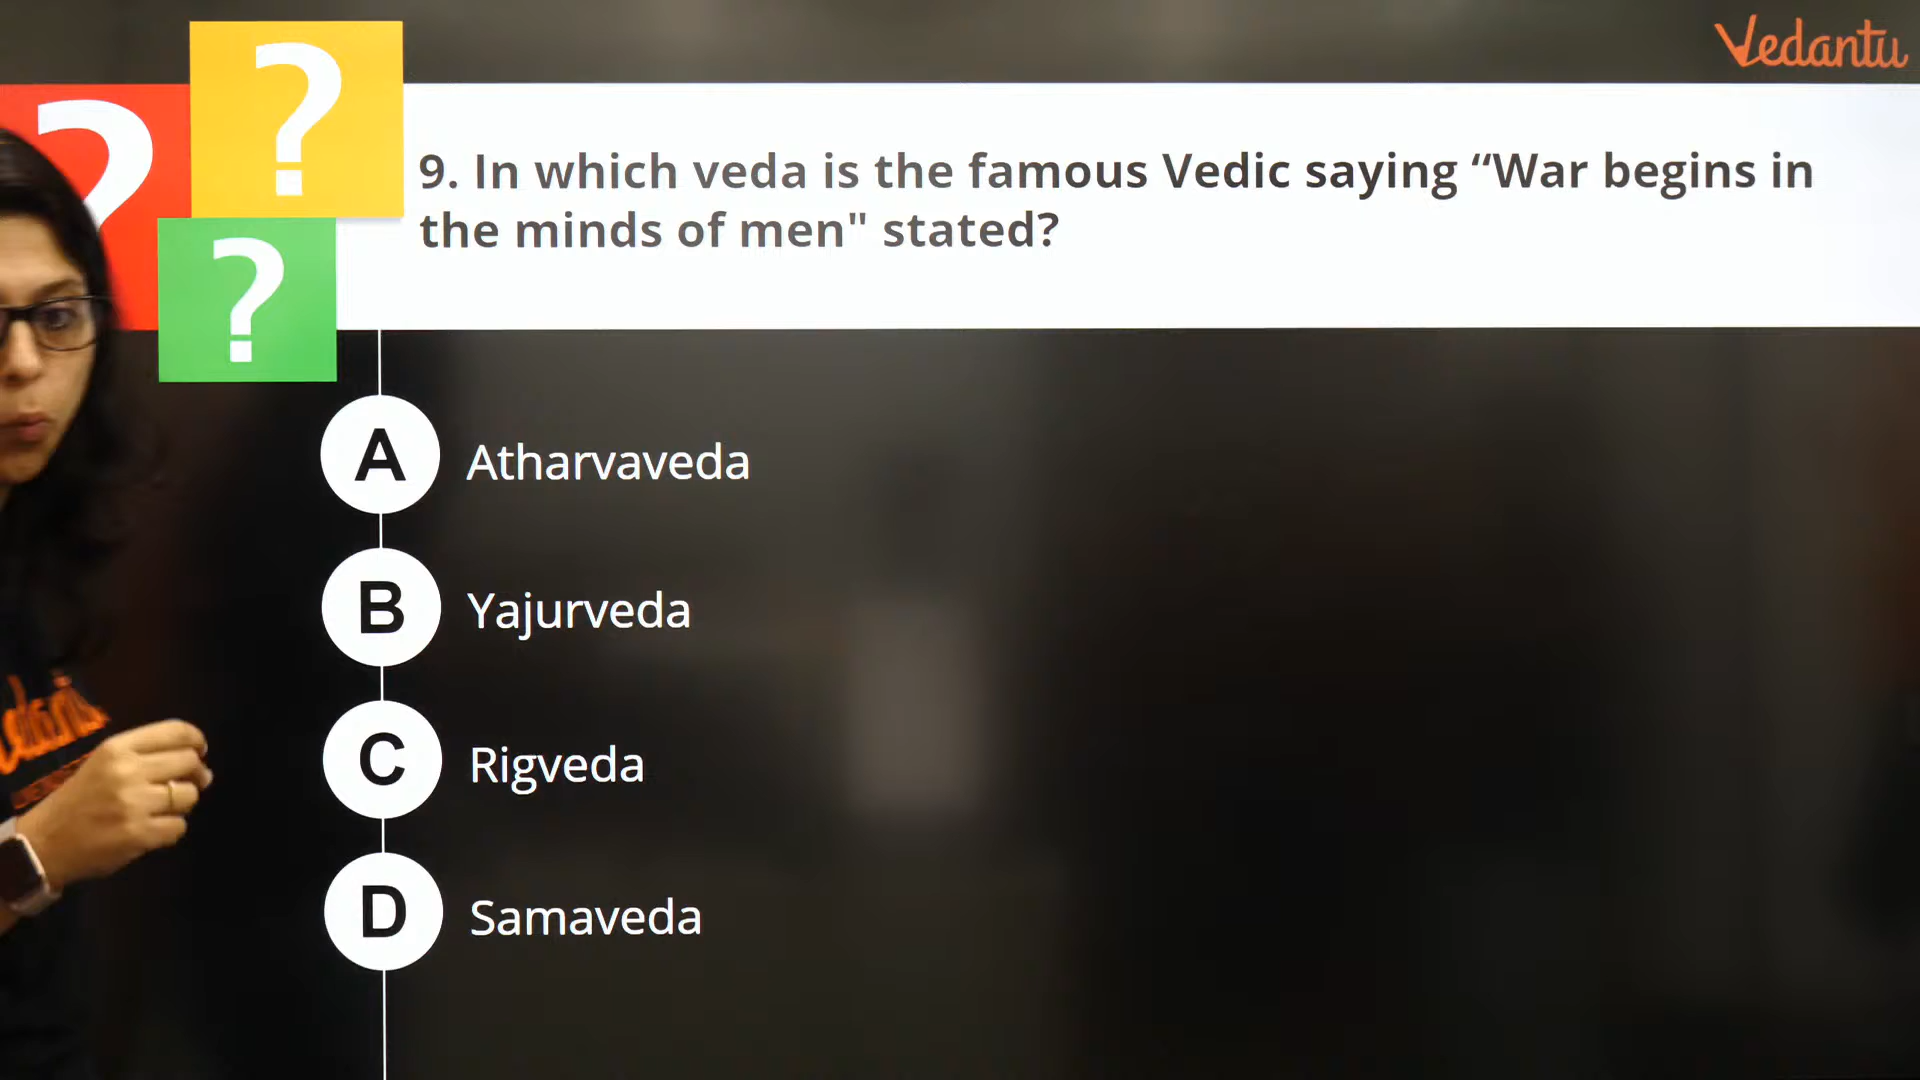 Vedantu
?
?
?
9. In which veda is the famous Vedic saying “War begins in
the minds of men" stated?
A Atharvaveda
B Yajurveda
C Rigveda
D Samaveda